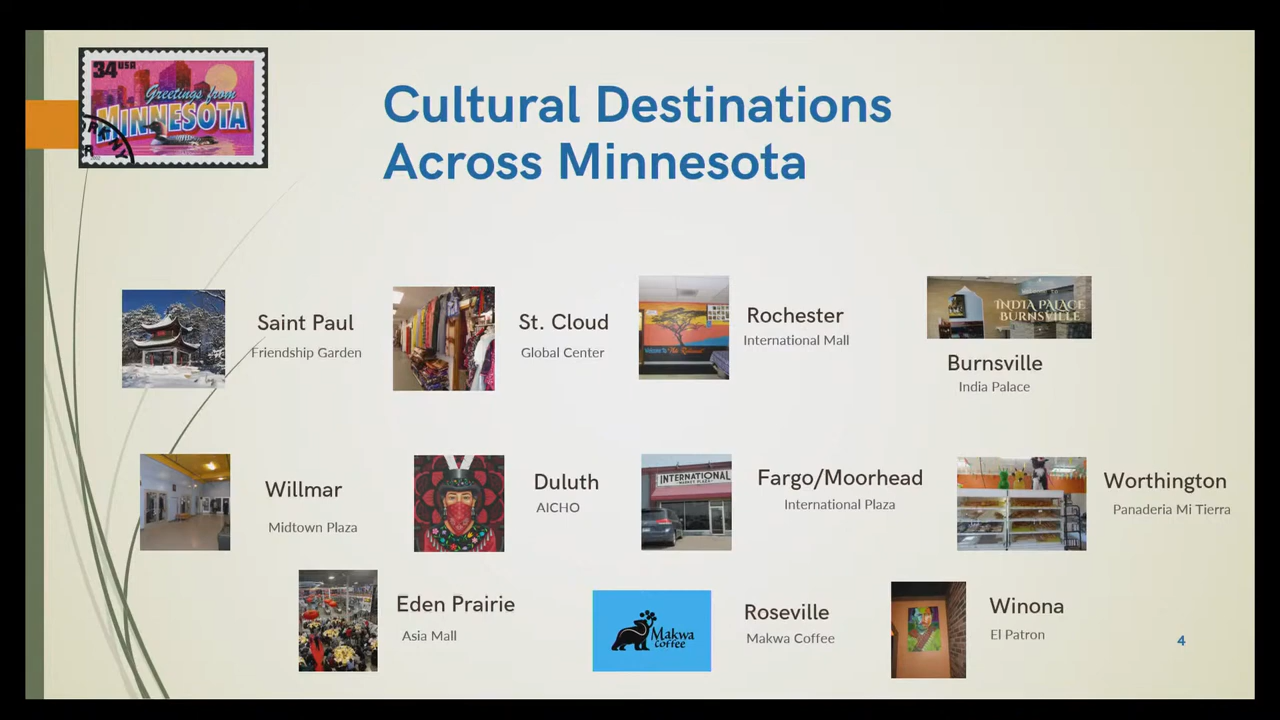 34 USA
Greetings from
MINNESOTA
Cultural Destinations
Across Minnesota
Saint Paul
Friendship Garden
St. Cloud
Global Center
Rochester
International Mall
INDIA PALACE
BURNSVILLE
Burnsville
India Palace
Willmar
Midtown Plaza
Duluth
AICHO
INTERNATIONAL
MARKET PLAZA
Fargo/Moorhead
International Plaza
Worthington
Panaderia Mi Tierra
Eden Prairie
Asia Mall
Makwa
coffee
Roseville
Makwa Coffee
Winona
El Patron
4